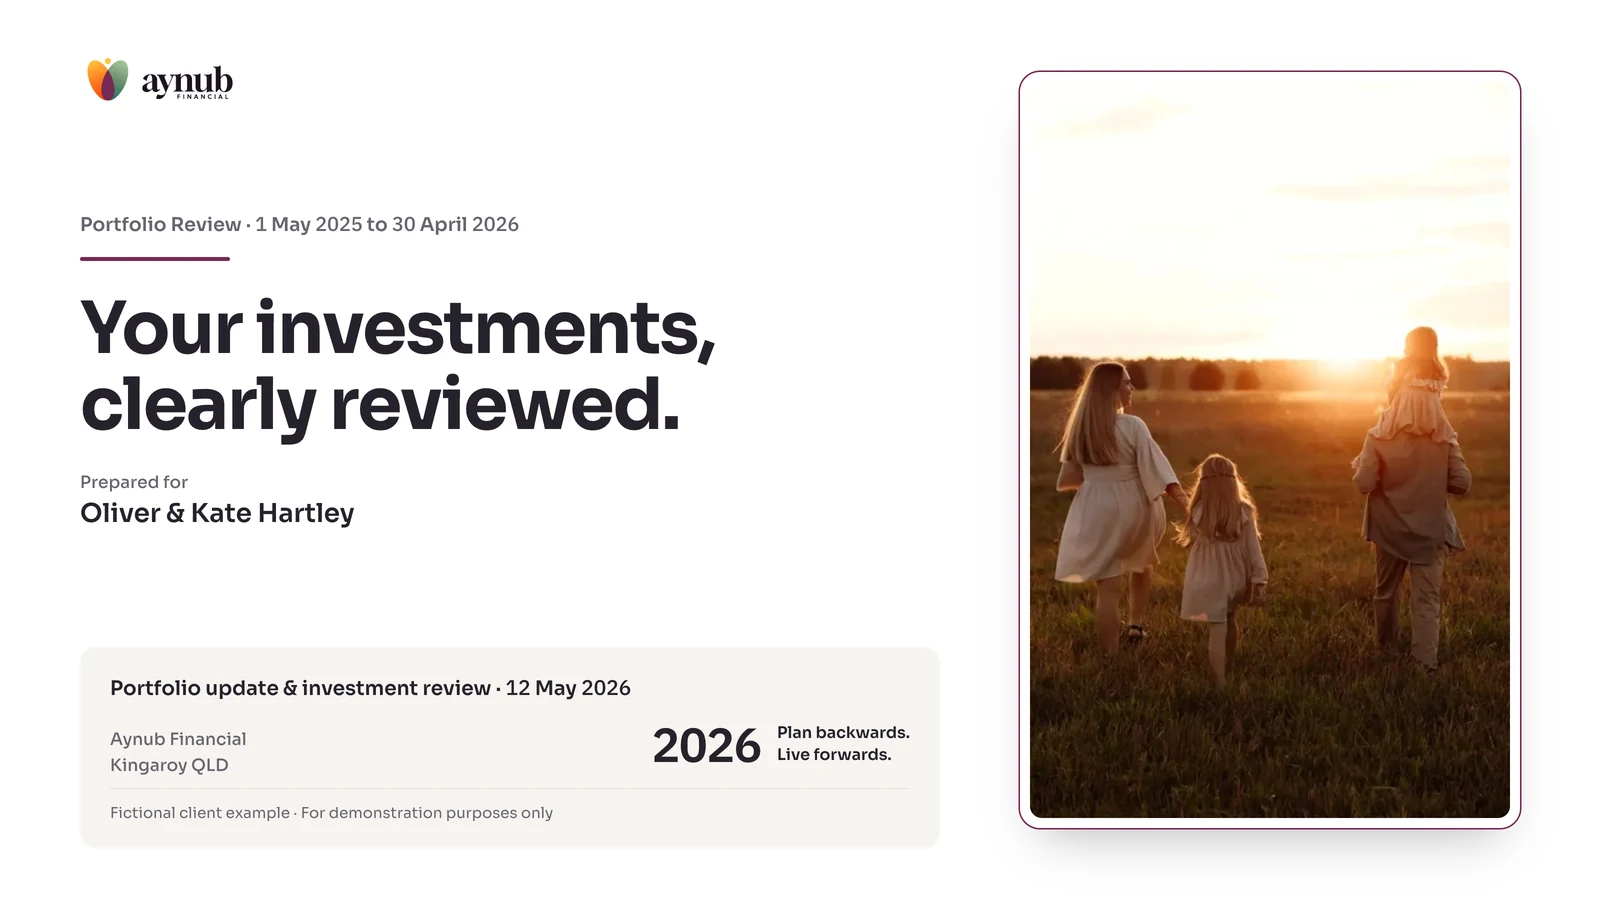 aynub
FINANCIAL
Portfolio Review · 1 May 2025 to 30 April 2026
Your investments,
clearly reviewed.
Prepared for
Oliver & Kate Hartley
Portfolio update & investment review · 12 May 2026
Aynub Financial
Kingaroy QLD
2026
Plan backwards.
Live forwards.
Fictional client example · For demonstration purposes only